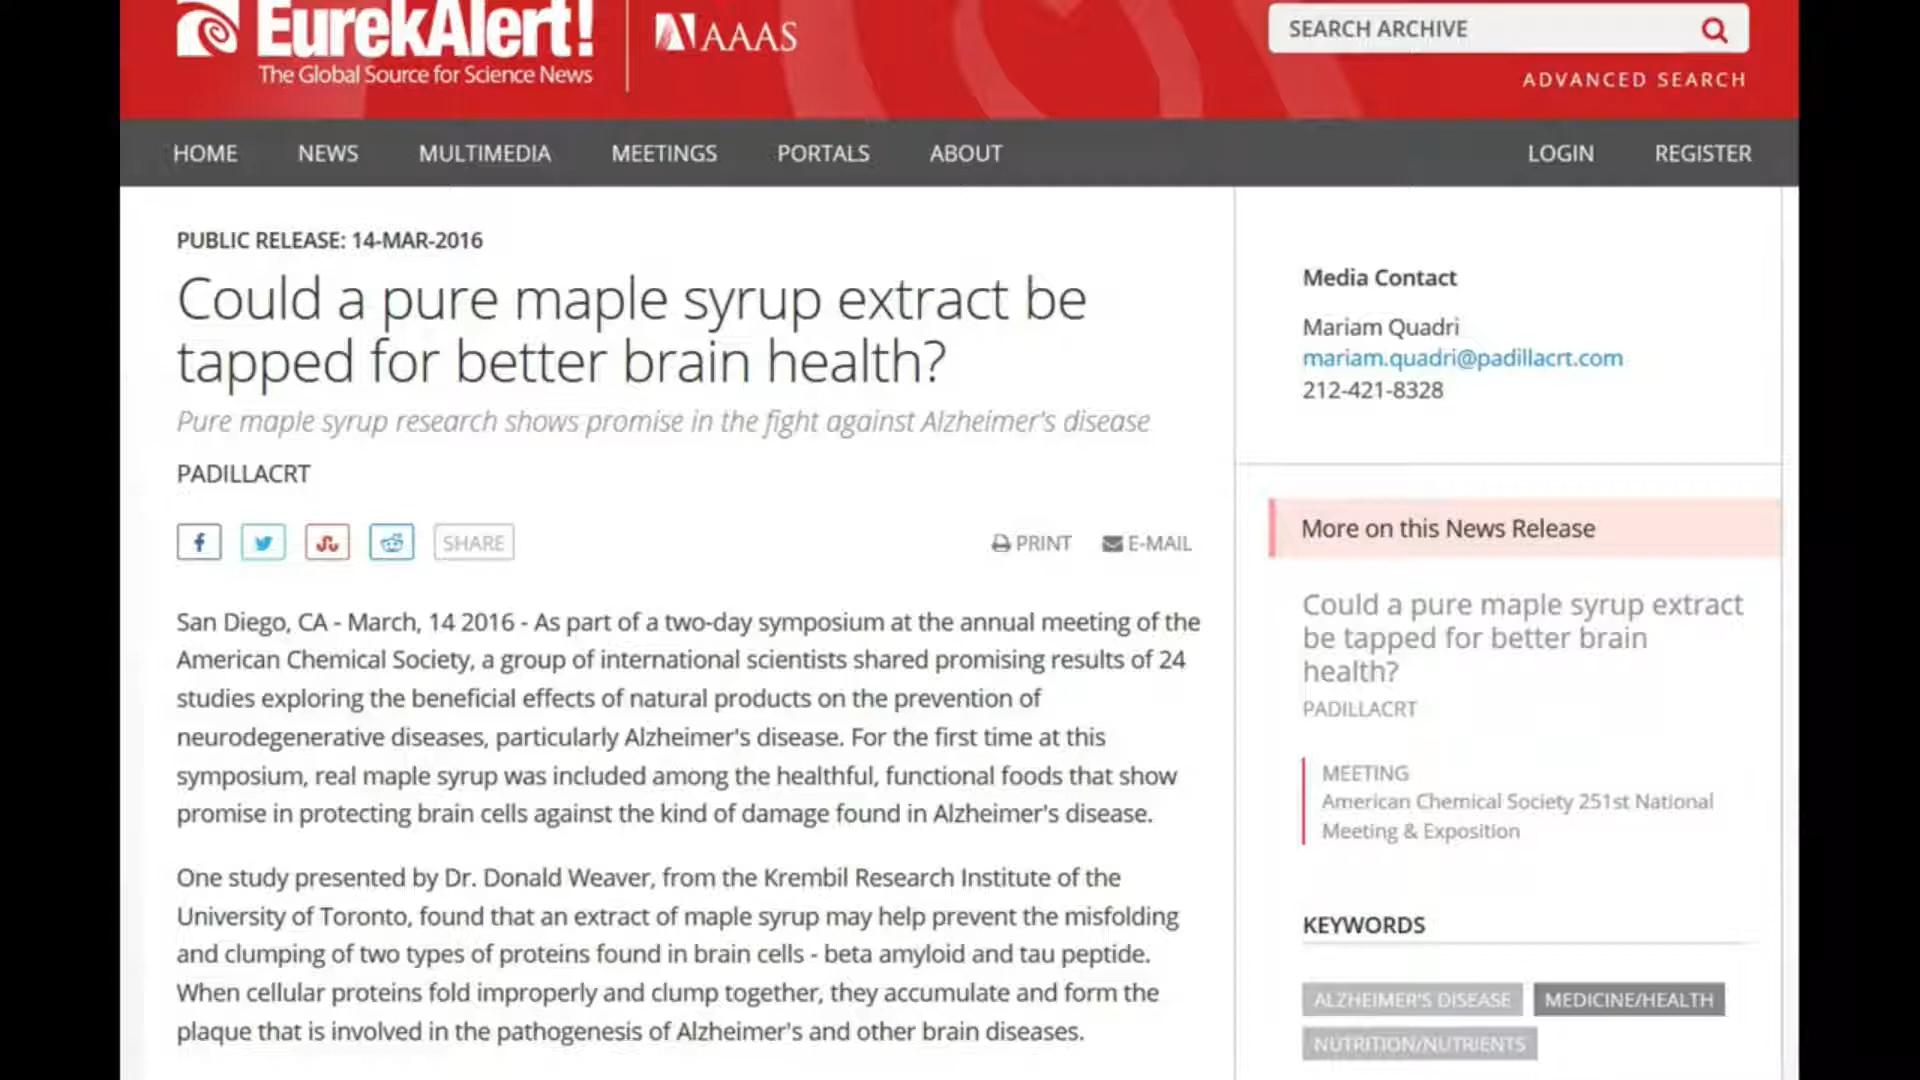 EurekAlert!
The Global Source for Science News
AAAS
SEARCH ARCHIVE
ADVANCED SEARCH
HOME NEWS MULTIMEDIA MEETINGS PORTALS ABOUT LOGIN REGISTER
PUBLIC RELEASE: 14-MAR-2016
Could a pure maple syrup extract be
tapped for better brain health?
Pure maple syrup research shows promise in the fight against Alzheimer's disease
PADILLACRT
SHARE
PRINT E-MAIL
San Diego, CA - March, 14 2016 - As part of a two-day symposium at the annual meeting of the
American Chemical Society, a group of international scientists shared promising results of 24
studies exploring the beneficial effects of natural products on the prevention of
neurodegenerative diseases, particularly Alzheimer's disease. For the first time at this
symposium, real maple syrup was included among the healthful, functional foods that show
promise in protecting brain cells against the kind of damage found in Alzheimer's disease.
One study presented by Dr. Donald Weaver, from the Krembil Research Institute of the
University of Toronto, found that an extract of maple syrup may help prevent the misfolding
and clumping of two types of proteins found in brain cells - beta amyloid and tau peptide.
When cellular proteins fold improperly and clump together, they accumulate and form the
plaque that is involved in the pathogenesis of Alzheimer's and other brain diseases.
Media Contact
Mariam Quadri
mariam.quadri@padillacrt.com
212-421-8328
More on this News Release
Could a pure maple syrup extract
be tapped for better brain
health?
PADILLACRT
MEETING
American Chemical Society 251st National
Meeting & Exposition
KEYWORDS
ALZHEIMER'S DISEASE MEDICINE/HEALTH
NUTRITION/NUTRIENTS